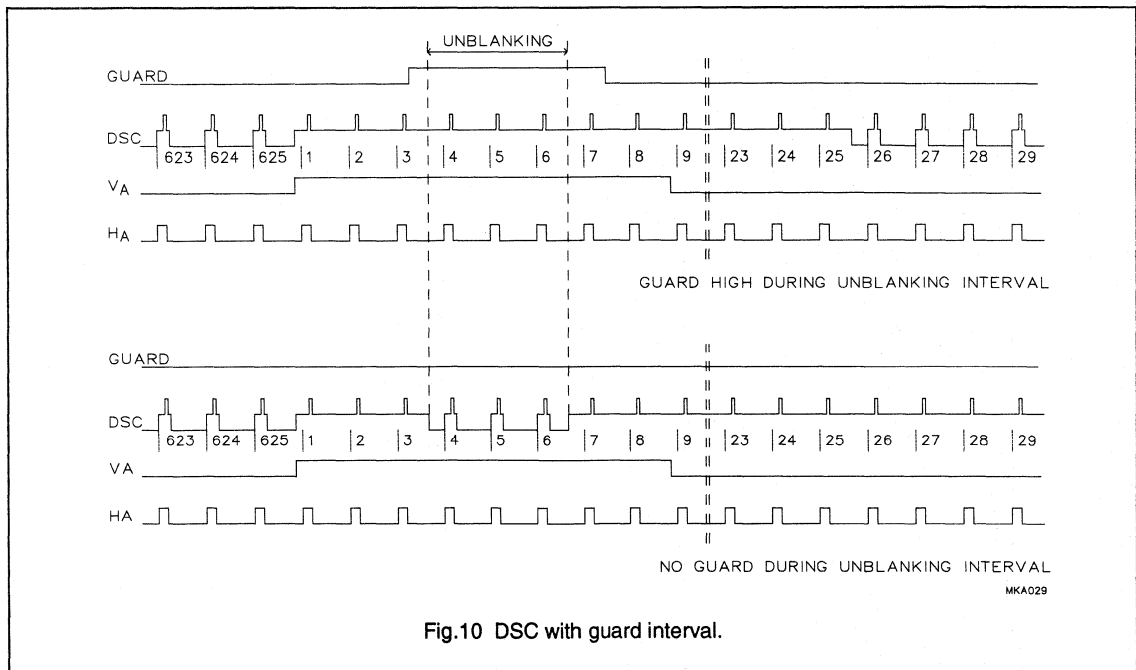 UNBLANKING
GUARD
DSC
623 624 625 1 2 3 4 5 6 7 8 9 23 24 25 26 27 28 29
VA
HA
GUARD HIGH DURING UNBLANKING INTERVAL
GUARD
DSC
623 624 625 1 2 3 4 5 6 7 8 9 23 24 25 26 27 28 29
VA
HA
NO GUARD DURING UNBLANKING INTERVAL
MKA029
Fig.10 DSC with guard interval.